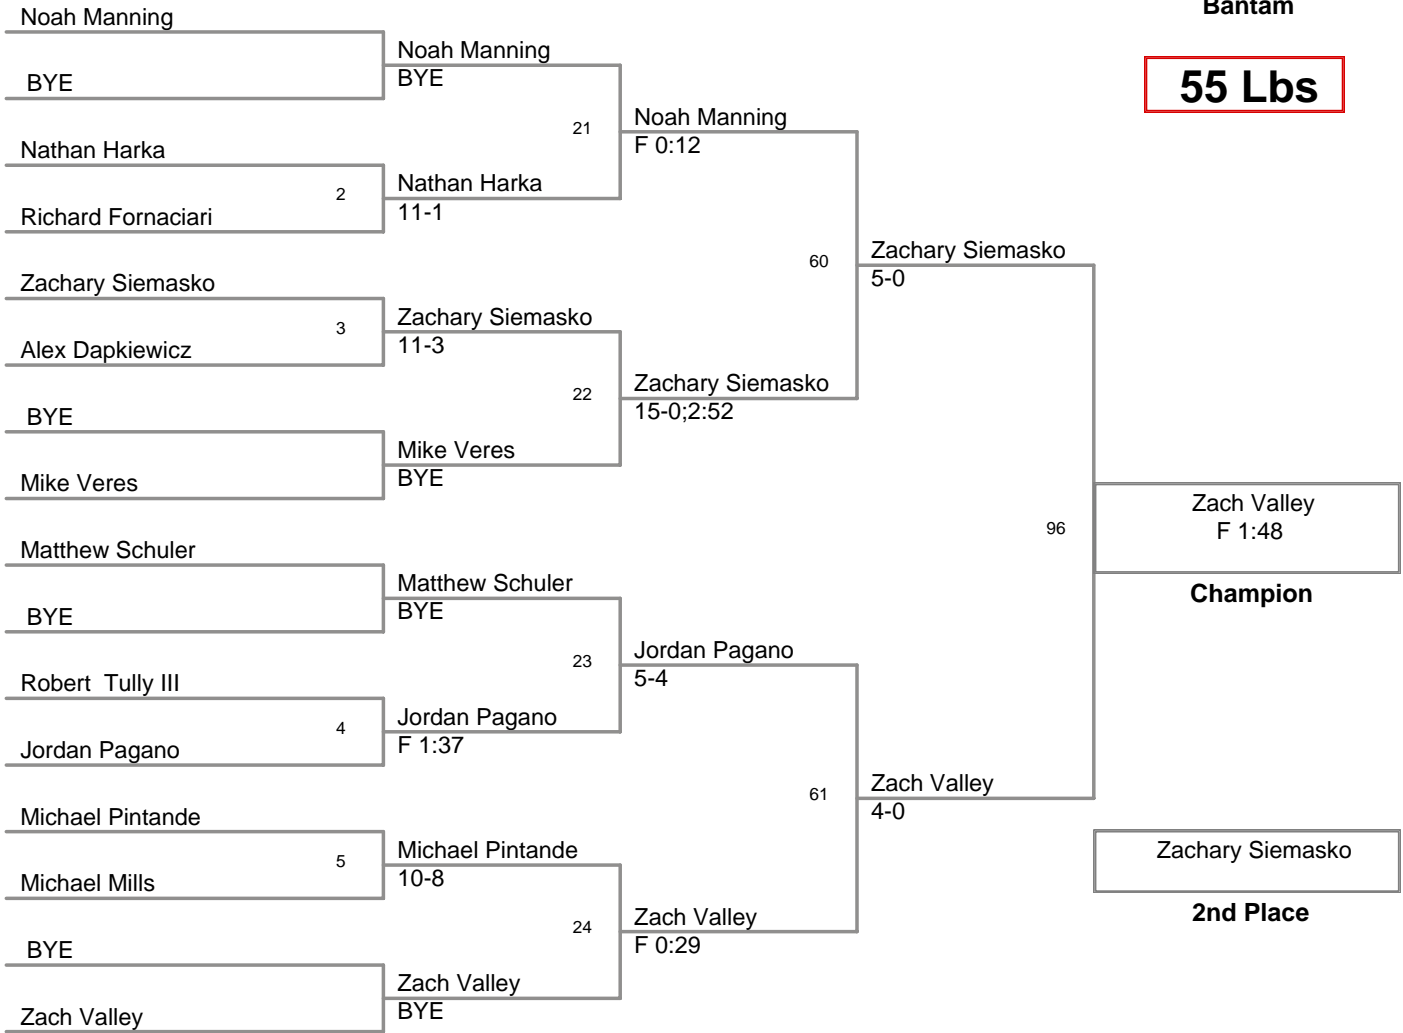 Bantam
55 Lbs
Noah Manning
BYE
Nathan Harka
Richard Fornaciari
Zachary Siemasko
Alex Dapkiewicz
BYE
Mike Veres
Matthew Schuler
BYE
Robert  Tully III
Jordan Pagano
Michael Pintande
Michael Mills
BYE
Zach Valley
2
3
4
5
Noah Manning
BYE
Nathan Harka
11-1
Zachary Siemasko
11-3
Mike Veres
BYE
Matthew Schuler
BYE
Jordan Pagano
F 1:37
Michael Pintande
10-8
Zach Valley
BYE
21
22
23
24
Noah Manning
F 0:12
Zachary Siemasko
15-0;2:52
Jordan Pagano
5-4
Zach Valley
F 0:29
60
61
Zachary Siemasko
5-0
Zach Valley
4-0
96
Zach Valley
F 1:48
Champion
Zachary Siemasko
2nd Place